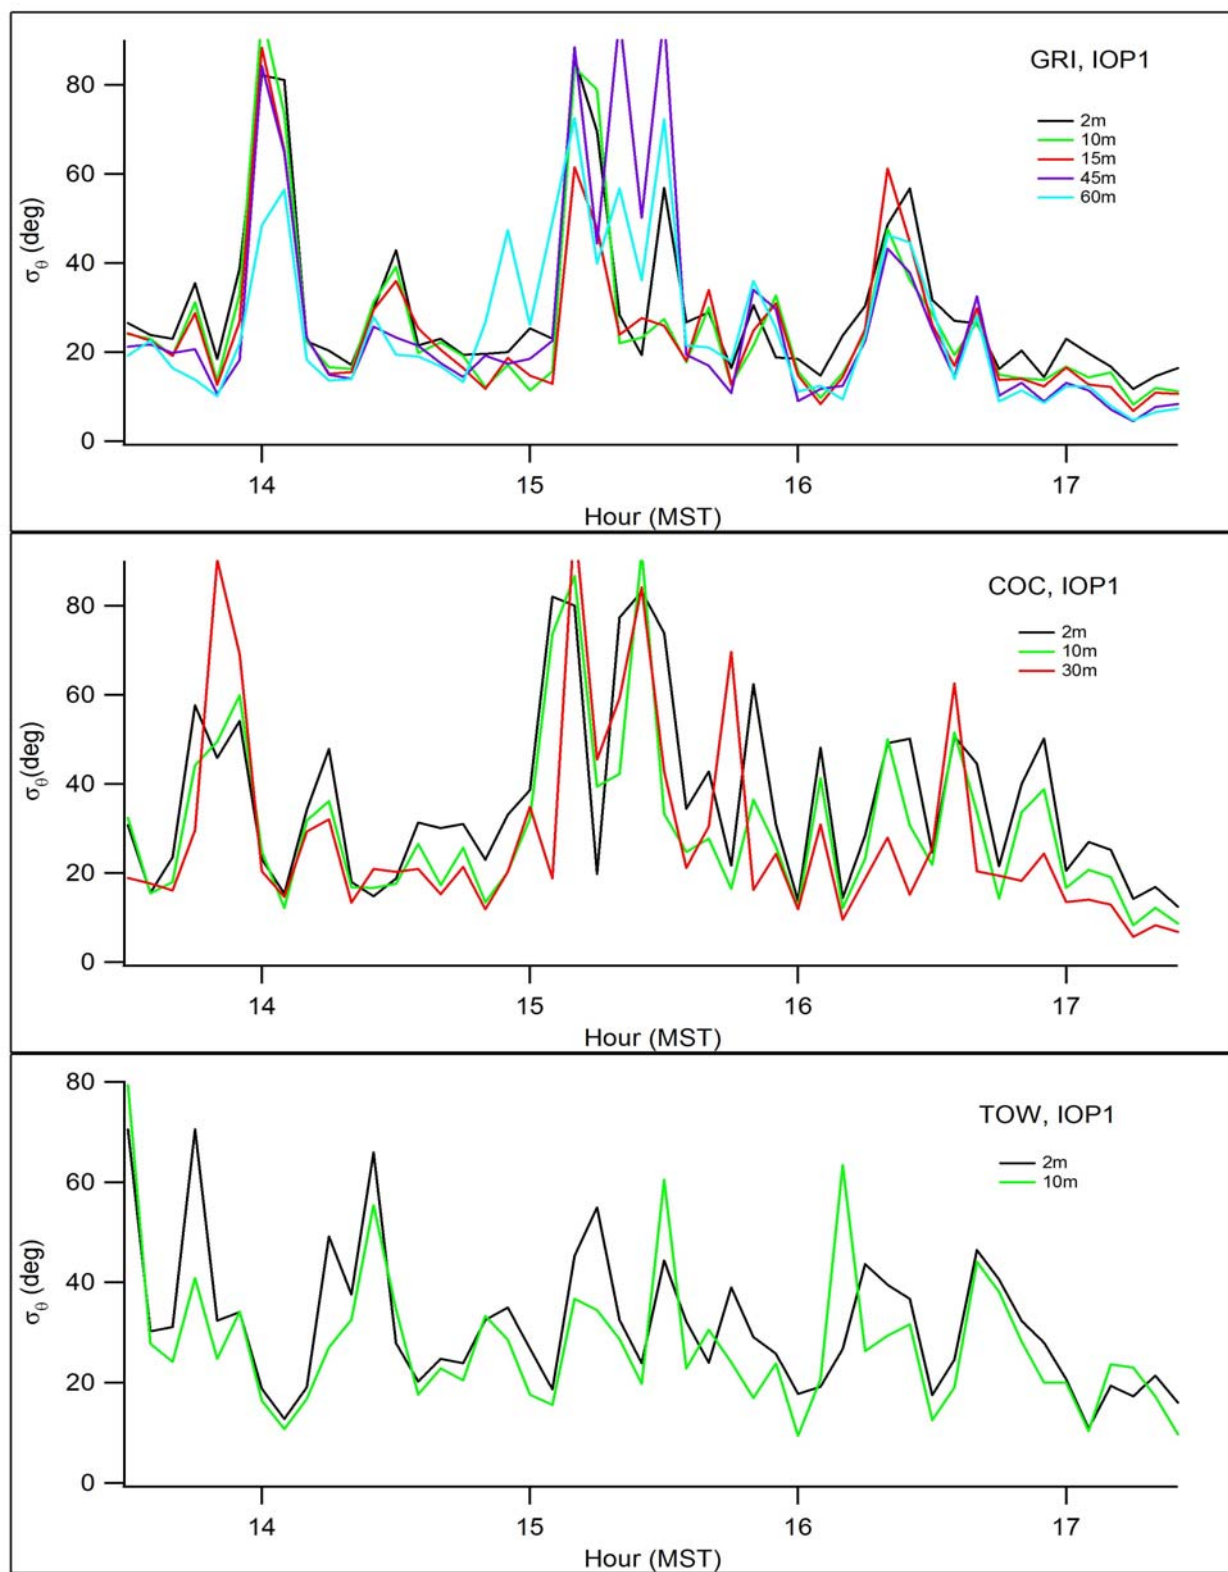 GRI, IOP1
2m
10m
15m
45m
60m
σθ (deg)
80
60
40
20
0
14 15 16 17
Hour (MST)
COC, IOP1
2m
10m
30m
σθ(deg)
80
60
40
20
0
14 15 16 17
Hour (MST)
TOW, IOP1
2m
10m
σθ (deg)
80
60
40
20
0
14 15 16 17
Hour (MST)